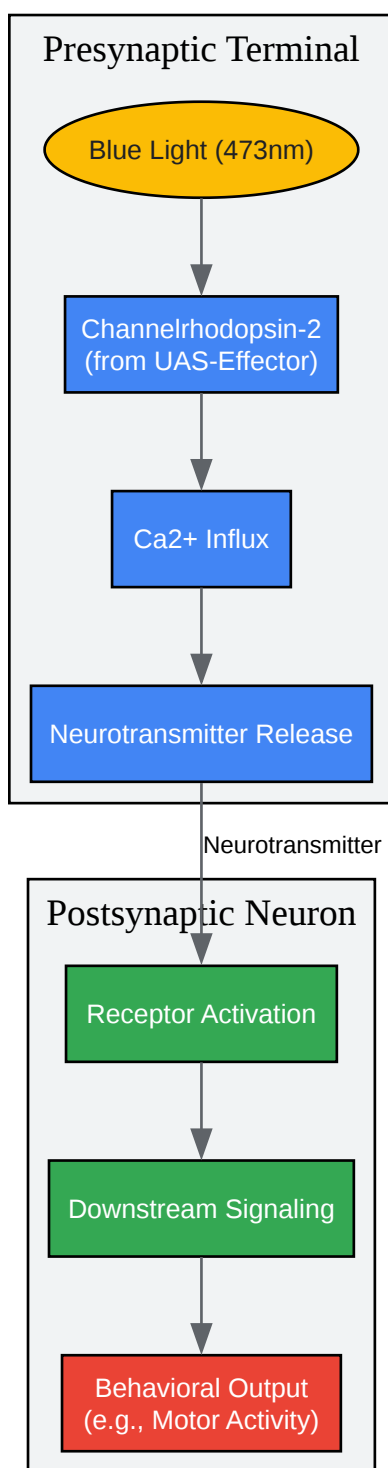 Presynaptic Terminal
Blue Light (473nm)
Channelrhodopsin-2
(from UAS-Effector)
Ca2+ Influx
Neurotransmitter Release
Neurotransmitter
Postsynaptic Neuron
Receptor Activation
Downstream Signaling
Behavioral Output
(e.g., Motor Activity)